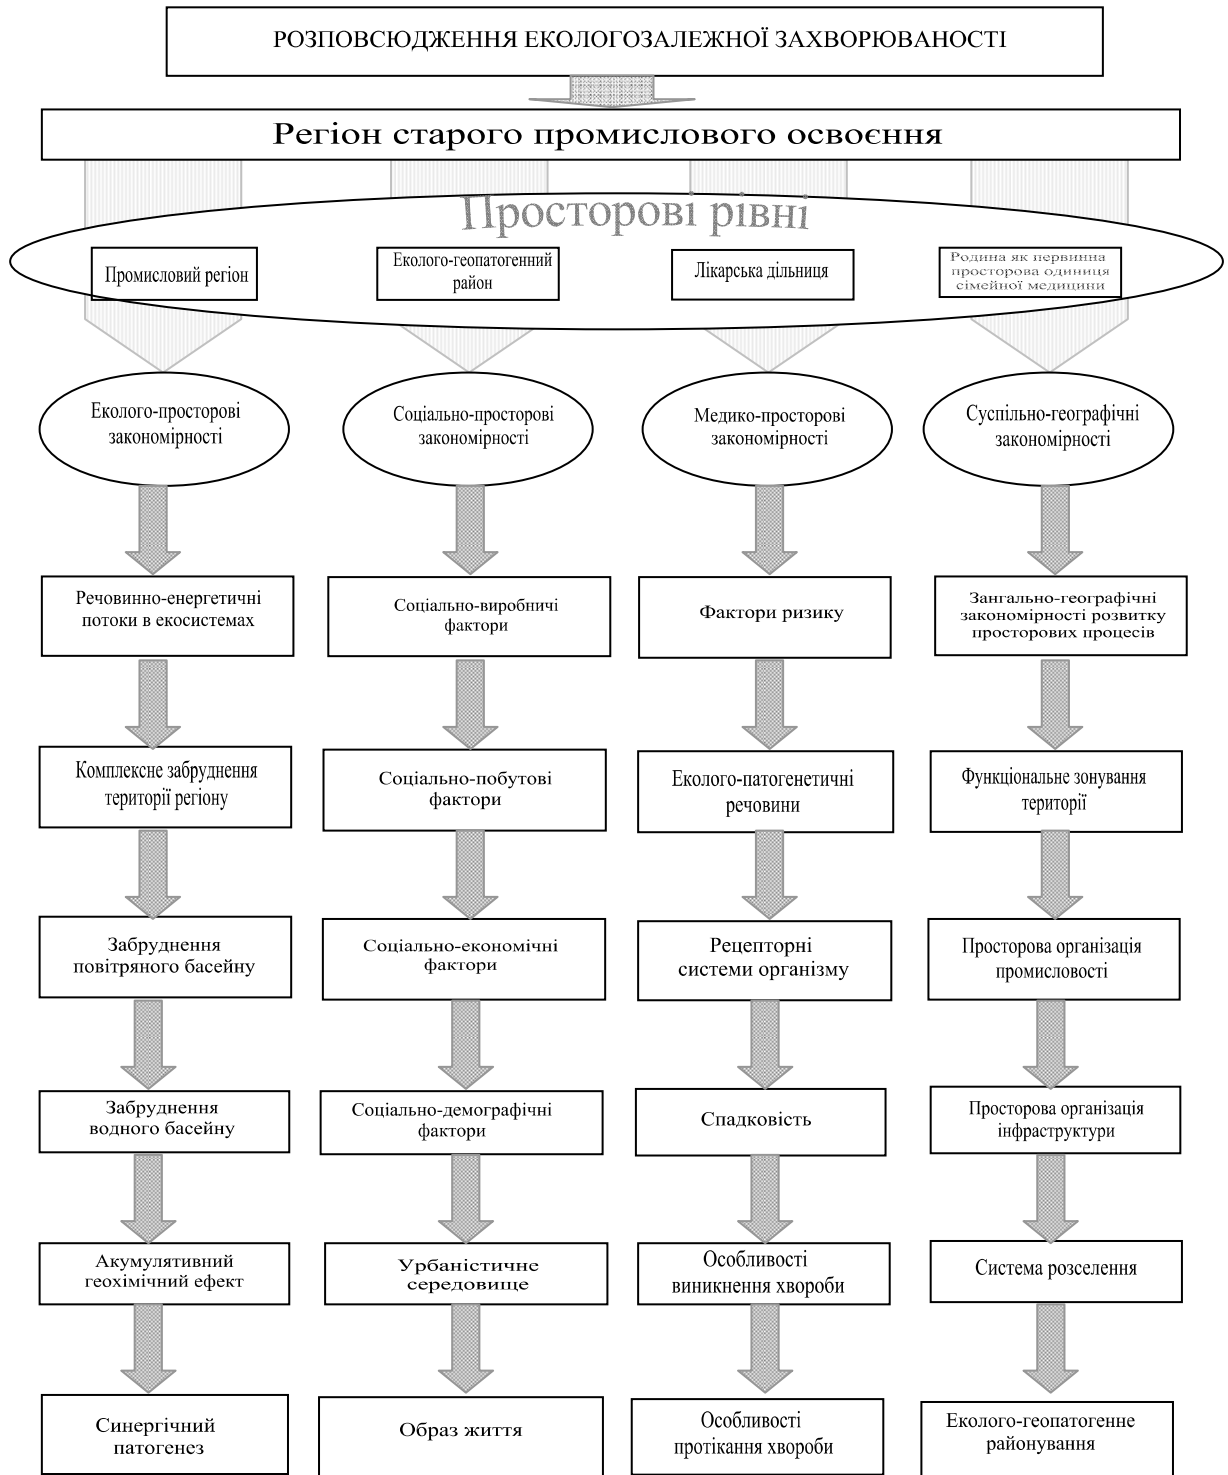 РОЗПОВСЮДЖЕННЯ ЕКОЛОГОЗАЛЕЖНОЇ ЗАХВОРЮВАНОСТІ
Регіон старого промислового освоєння
Просторові рівні
Промисловий регіон
Еколого-геопатогенний
район
Лікарська дільниця
Родина як первинна
просторова одиниця
сімейної медицини
Еколого-просторові
закономірності
Соціально-просторові
закономірності
Медико-просторові
закономірності
Суспільно-географічні
закономірності
Речовинно-енергетичні
потоки в екосистемах
Соціально-виробничі
фактори
Фактори ризику
Зангально-географічні
закономірності розвитку
просторових процесів
Комплексне забруднення
території регіону
Соціально-побутові
фактори
Еколого-патогенетичні
речовини
Функціональне зонування
території
Забруднення
повітряного басейну
Соціально-економічні
фактори
Рецепторні
системи організму
Просторова організація
промисловості
Забруднення
водного басейну
Соціально-демографічні
фактори
Спадковість
Просторова організація
інфраструктури
Акумулятивний
геохімічний ефект
Урбаністичне
середовище
Особливості
виникнення хвороби
Система розселення
Синергічний
патогенез
Образ життя
Особливості
протікання хвороби
Еколого-геопатогенне
районування